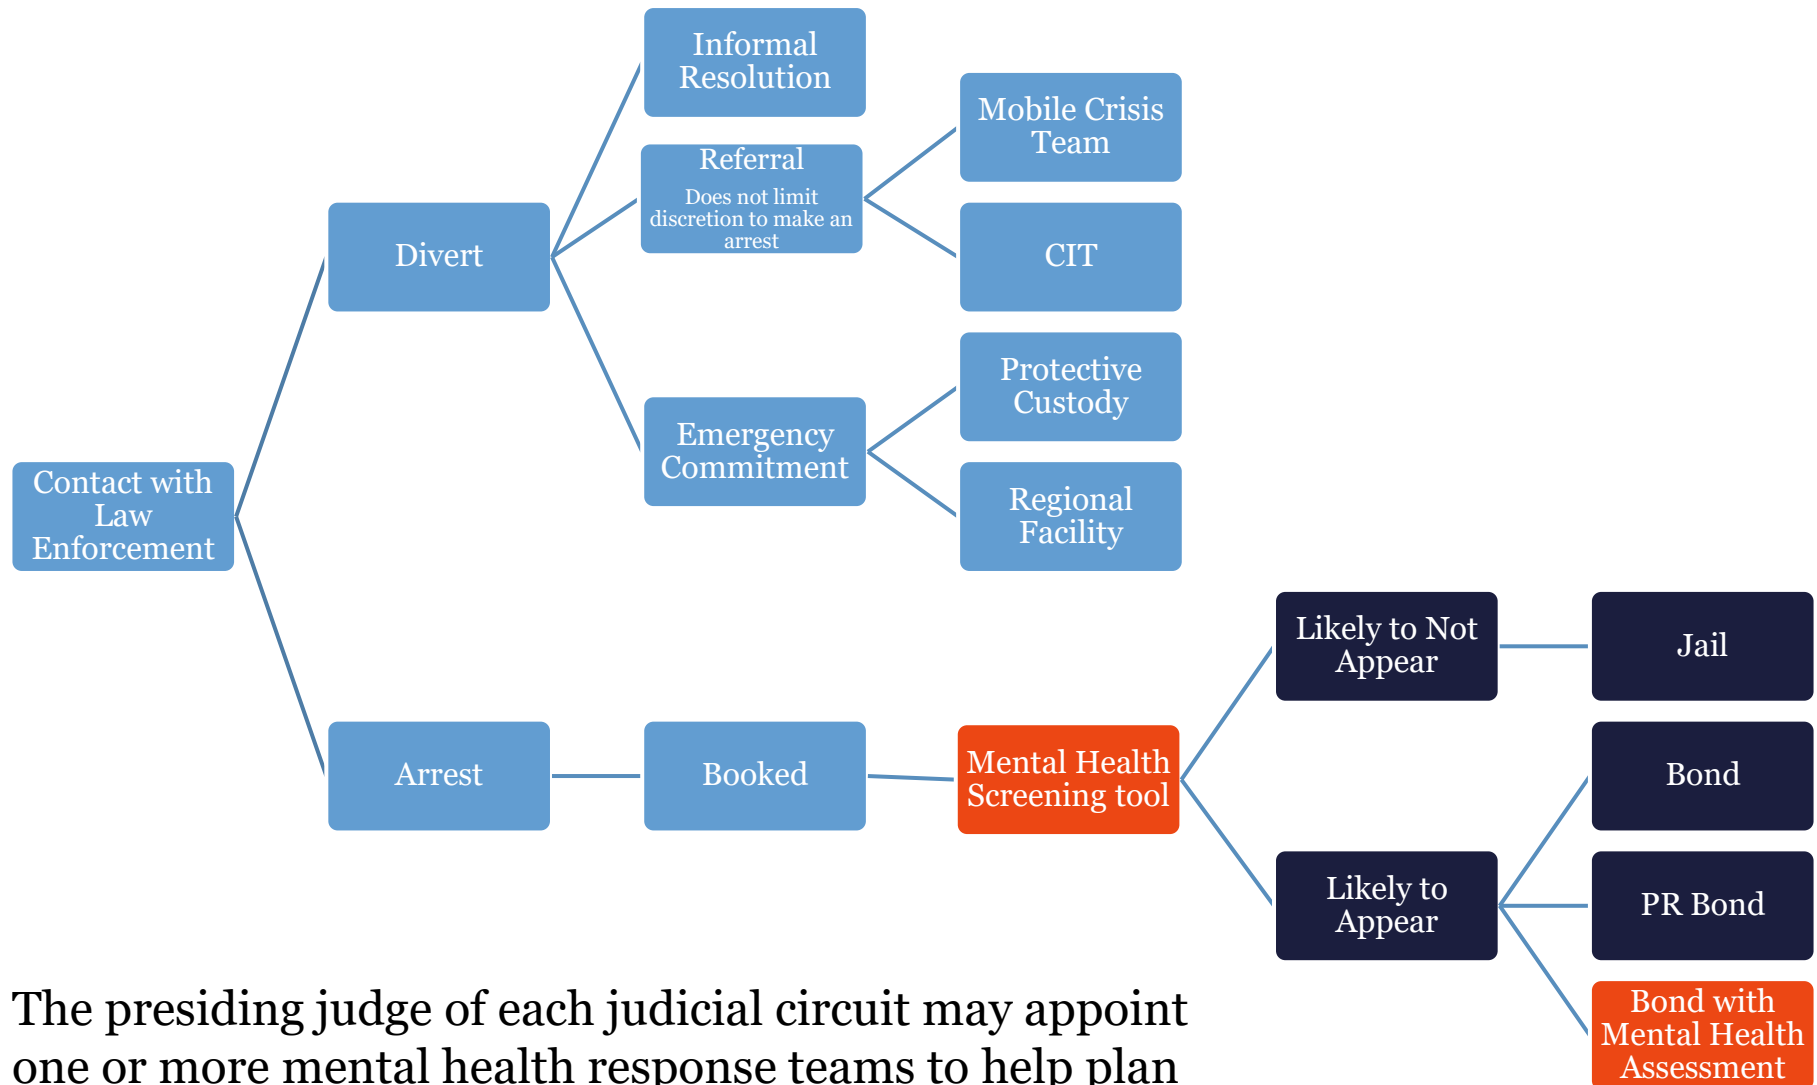 Informal
Resolution
Mobile Crisis
Team
Referral
Does not limit
discretion to make an
arrest
Divert
CIT
Protective
Custody
Emergency
Commitment
Contact with
Law
Enforcement
Regional
Facility
Likely to Not
Appear
Jail
Arrest
Booked
Mental Health
Screening tool
Bond
Likely to
Appear
PR Bond
Bond with
Mental Health
Assessment
The presiding judge of each judicial circuit may appoint
one or more mental health response teams to help plan